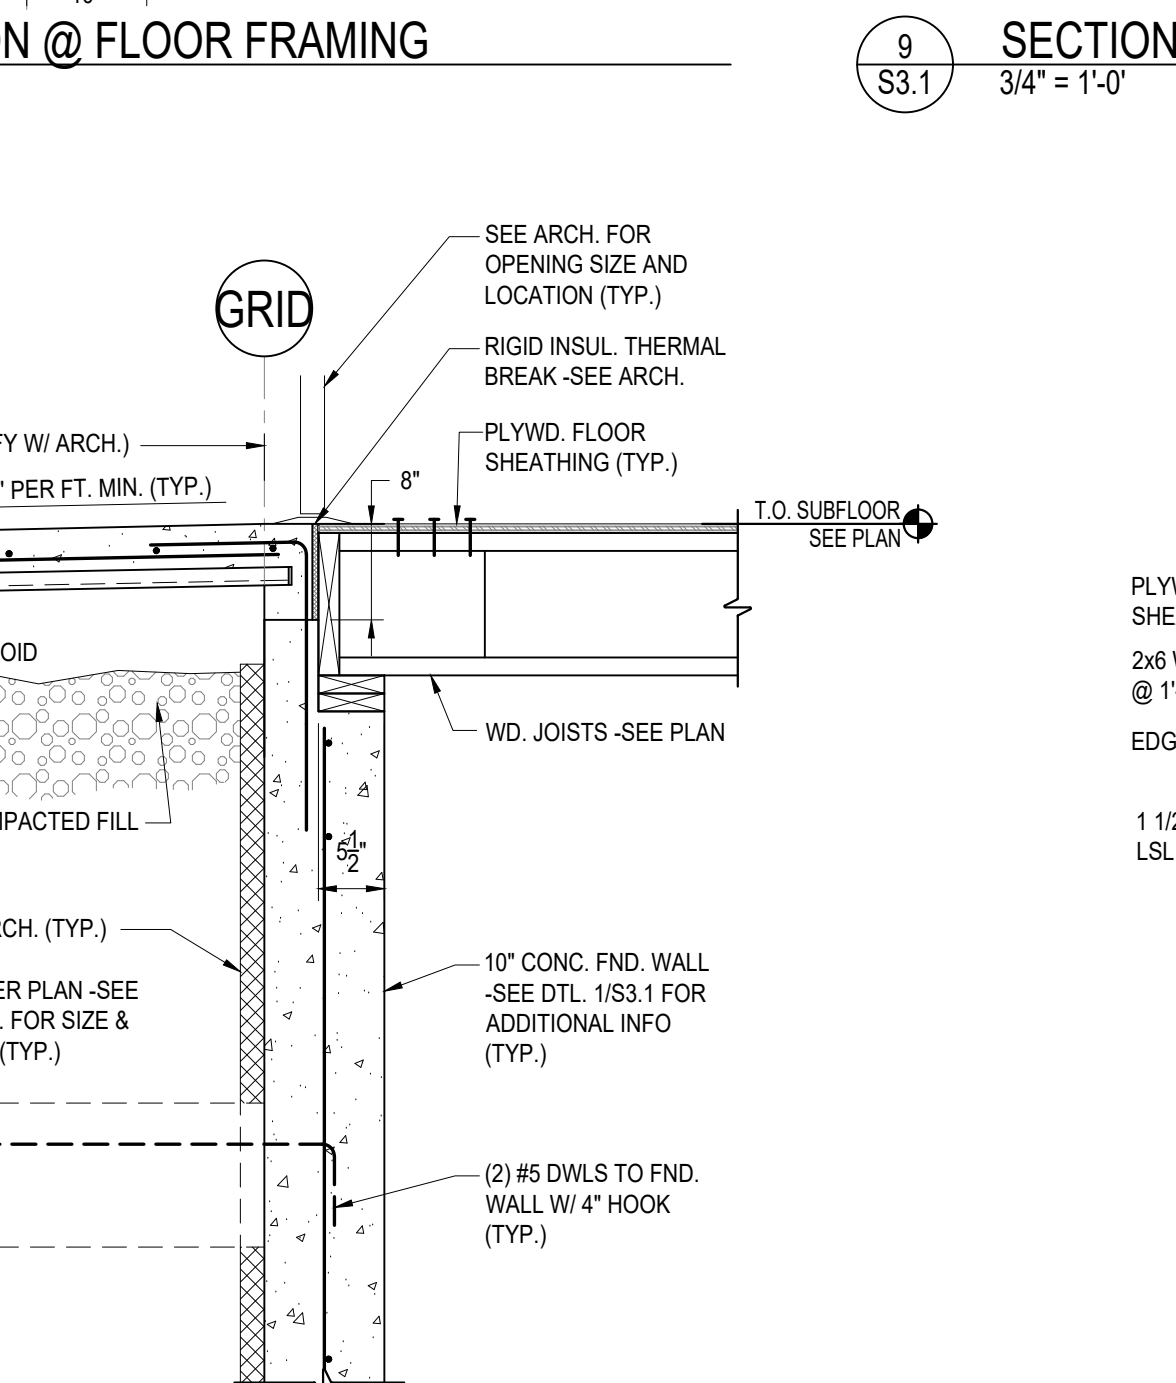 ON @ FLOOR FRAMING
9
S3.1
SECTION
3/4" = 1'-0'
SEE ARCH. FOR
OPENING SIZE AND
LOCATION (TYP.)
GRID
RIGID INSUL. THERMAL
BREAK -SEE ARCH.
FY W/ ARCH.)
PLYWD. FLOOR
SHEATHING (TYP.)
" PER FT. MIN. (TYP.)
8"
T.O. SUBFLOOR
SEE PLAN
OID
WD. JOISTS -SEE PLAN
MPACTED FILL
5 1/2"
RCH. (TYP.)
ER PLAN -SEE
. FOR SIZE &
(TYP.)
10" CONC. FND. WALL
-SEE DTL. 1/S3.1 FOR
ADDITIONAL INFO
(TYP.)
(2) #5 DWLS TO FND.
WALL W/ 4" HOOK
(TYP.)
PLYW
SHE
2x6 W
@ 1'-
EDG
1 1/2
LSL